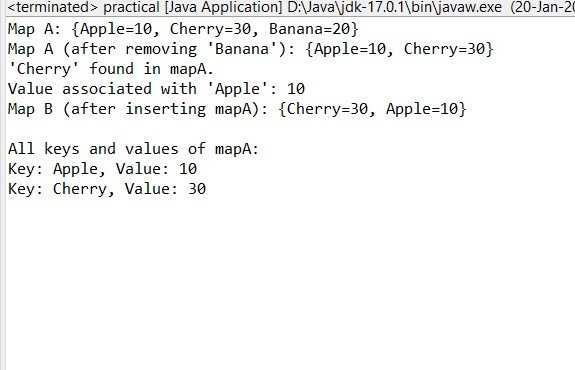 <terminated> practical [Java Application] D:\Java\jdk-17.0.1\bin\javaw.exe (20-Jan-20
Map A: {Apple=10, Cherry=30, Banana=20}
Map A (after removing 'Banana'): {Apple=10, Cherry=30}
'Cherry' found in mapA.
Value associated with 'Apple': 10
Map B (after inserting mapA): {Cherry=30, Apple=10}
All keys and values of mapA:
Key: Apple, Value: 10
Key: Cherry, Value: 30